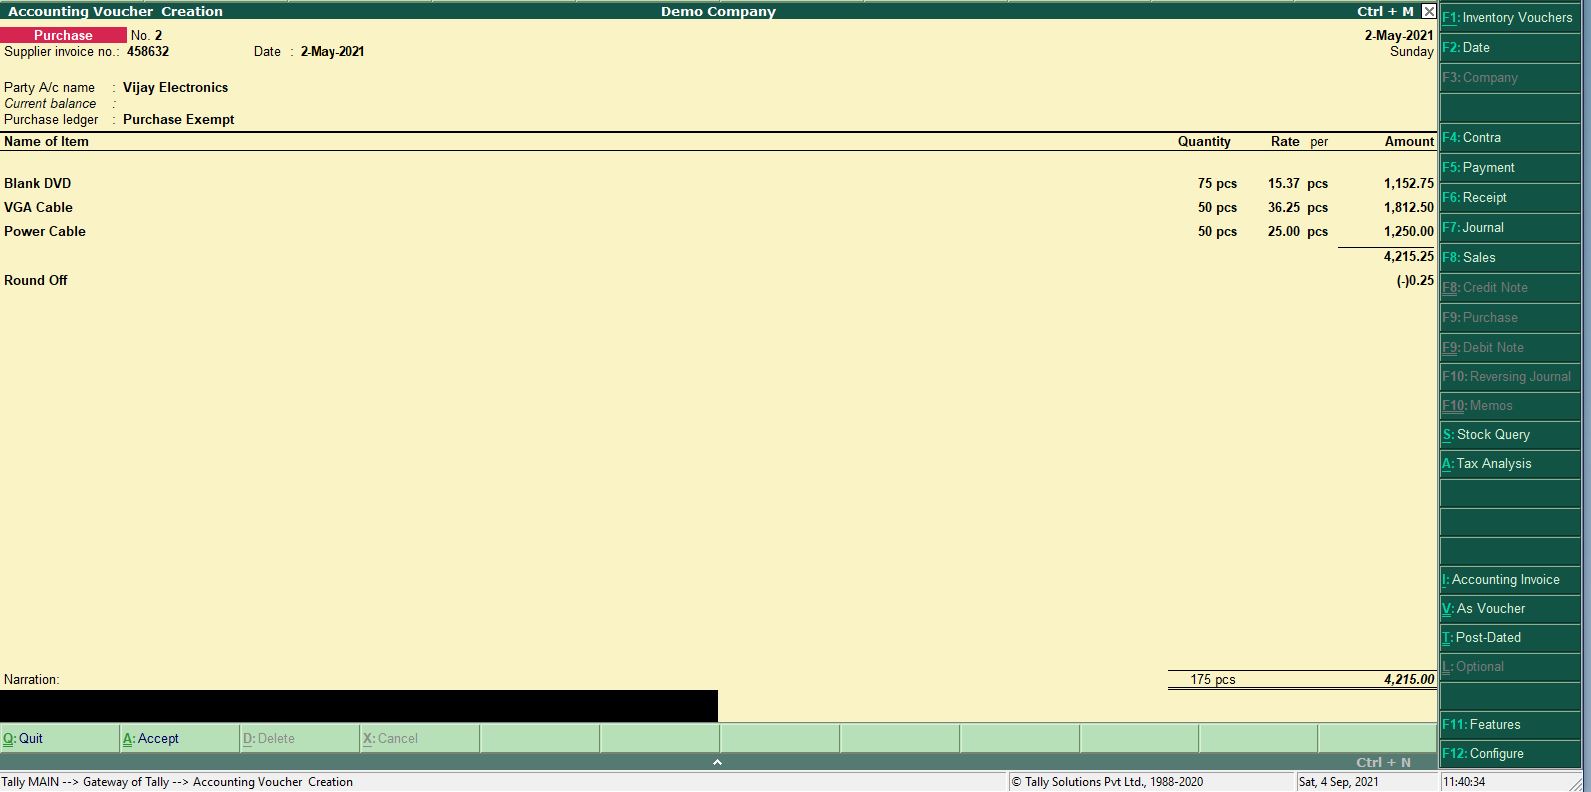 Accounting Voucher Creation Demo Company Ctrl + M
Purchase No. 2 2-May-2021
Supplier invoice no.: 458632 Date : 2-May-2021 Sunday
Party A/c name : Vijay Electronics
Current balance :
Purchase ledger : Purchase Exempt
Name of Item Quantity Rate per Amount
Blank DVD 75 pcs 15.37 pcs 1,152.75
VGA Cable 50 pcs 36.25 pcs 1,812.50
Power Cable 50 pcs 25.00 pcs 1,250.00
4,215.25
Round Off (-)0.25
Narration: 175 pcs 4,215.00
Q: Quit A: Accept D: Delete X: Cancel
Ctrl + N
F1: Inventory Vouchers
F2: Date
F3: Company
F4: Contra
F5: Payment
F6: Receipt
F7: Journal
F8: Sales
F8: Credit Note
F9: Purchase
F9: Debit Note
F10: Reversing Journal
F10: Memos
S: Stock Query
A: Tax Analysis
I: Accounting Invoice
V: As Voucher
T: Post-Dated
L: Optional
F11: Features
F12: Configure
Tally MAIN --> Gateway of Tally --> Accounting Voucher Creation © Tally Solutions Pvt Ltd., 1988-2020 Sat, 4 Sep, 2021 11:40:34